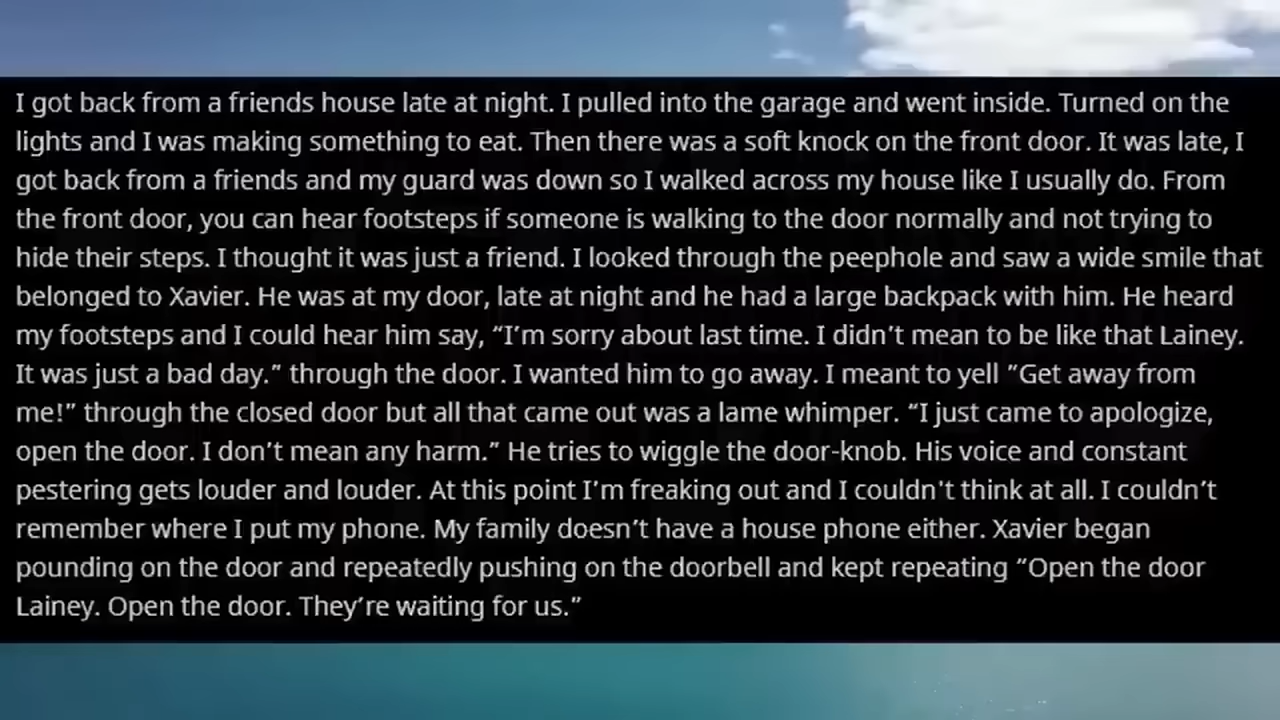 I got back from a friends house late at night. I pulled into the garage and went inside. Turned on the
lights and I was making something to eat. Then there was a soft knock on the front door. It was late, I
got back from a friends and my guard was down so I walked across my house like I usually do. From
the front door, you can hear footsteps if someone is walking to the door normally and not trying to
hide their steps. I thought it was just a friend. I looked through the peephole and saw a wide smile that
belonged to Xavier. He was at my door, late at night and he had a large backpack with him. He heard
my footsteps and I could hear him say, “I’m sorry about last time. I didn’t mean to be like that Lainey.
It was just a bad day.” through the door. I wanted him to go away. I meant to yell “Get away from
me!” through the closed door but all that came out was a lame whimper. “I just came to apologize,
open the door. I don’t mean any harm.” He tries to wiggle the door-knob. His voice and constant
pestering gets louder and louder. At this point I’m freaking out and I couldn't think at all. I couldn’t
remember where I put my phone. My family doesn’t have a house phone either. Xavier began
pounding on the door and repeatedly pushing on the doorbell and kept repeating “Open the door
Lainey. Open the door. They’re waiting for us.”